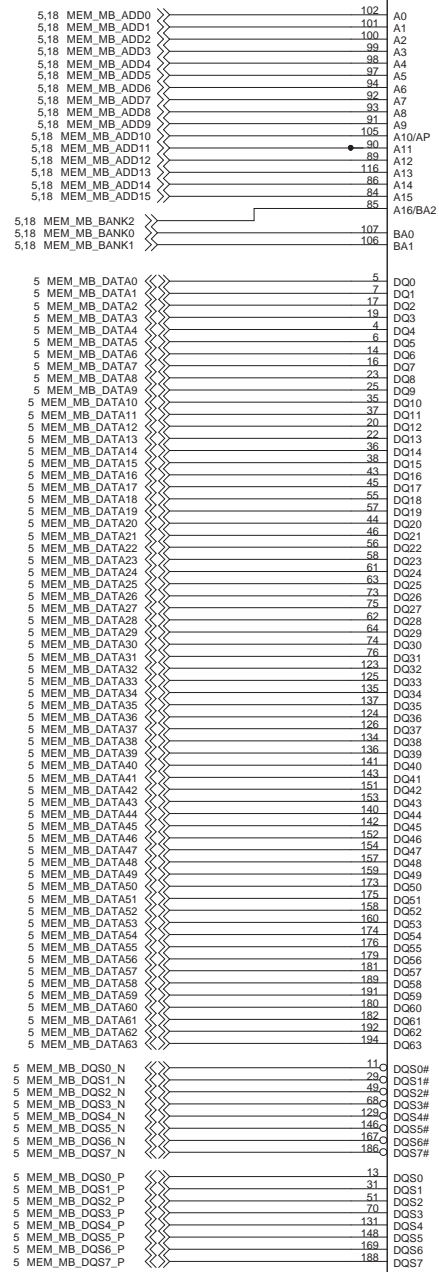 5,18 MEM_MB_ADD0 102 A0
5,18 MEM_MB_ADD1 101 A1
5,18 MEM_MB_ADD2 100 A2
5,18 MEM_MB_ADD3 99 A3
5,18 MEM_MB_ADD4 98 A4
5,18 MEM_MB_ADD5 97 A5
5,18 MEM_MB_ADD6 94 A6
5,18 MEM_MB_ADD7 92 A7
5,18 MEM_MB_ADD8 93 A8
5,18 MEM_MB_ADD9 91 A9
5,18 MEM_MB_ADD10 105 A10/AP
5,18 MEM_MB_ADD11 90 A11
5,18 MEM_MB_ADD12 89 A12
5,18 MEM_MB_ADD13 116 A13
5,18 MEM_MB_ADD14 86 A14
5,18 MEM_MB_ADD15 84 A15
5,18 MEM_MB_BANK2 85 A16/BA2
5,18 MEM_MB_BANK0 107 BA0
5,18 MEM_MB_BANK1 106 BA1
5 MEM_MB_DATA0 5 DQ0
5 MEM_MB_DATA1 7 DQ1
5 MEM_MB_DATA2 17 DQ2
5 MEM_MB_DATA3 19 DQ3
5 MEM_MB_DATA4 4 DQ4
5 MEM_MB_DATA5 6 DQ5
5 MEM_MB_DATA6 14 DQ6
5 MEM_MB_DATA7 16 DQ7
5 MEM_MB_DATA8 23 DQ8
5 MEM_MB_DATA9 25 DQ9
5 MEM_MB_DATA10 35 DQ10
5 MEM_MB_DATA11 37 DQ11
5 MEM_MB_DATA12 20 DQ12
5 MEM_MB_DATA13 22 DQ13
5 MEM_MB_DATA14 36 DQ14
5 MEM_MB_DATA15 38 DQ15
5 MEM_MB_DATA16 43 DQ16
5 MEM_MB_DATA17 45 DQ17
5 MEM_MB_DATA18 55 DQ18
5 MEM_MB_DATA19 57 DQ19
5 MEM_MB_DATA20 44 DQ20
5 MEM_MB_DATA21 46 DQ21
5 MEM_MB_DATA22 56 DQ22
5 MEM_MB_DATA23 58 DQ23
5 MEM_MB_DATA24 61 DQ24
5 MEM_MB_DATA25 63 DQ25
5 MEM_MB_DATA26 73 DQ26
5 MEM_MB_DATA27 75 DQ27
5 MEM_MB_DATA28 62 DQ28
5 MEM_MB_DATA29 64 DQ29
5 MEM_MB_DATA30 74 DQ30
5 MEM_MB_DATA31 76 DQ31
5 MEM_MB_DATA32 123 DQ32
5 MEM_MB_DATA33 125 DQ33
5 MEM_MB_DATA34 135 DQ34
5 MEM_MB_DATA35 137 DQ35
5 MEM_MB_DATA36 124 DQ36
5 MEM_MB_DATA37 126 DQ37
5 MEM_MB_DATA38 134 DQ38
5 MEM_MB_DATA39 136 DQ39
5 MEM_MB_DATA40 141 DQ40
5 MEM_MB_DATA41 143 DQ41
5 MEM_MB_DATA42 151 DQ42
5 MEM_MB_DATA43 153 DQ43
5 MEM_MB_DATA44 140 DQ44
5 MEM_MB_DATA45 142 DQ45
5 MEM_MB_DATA46 152 DQ46
5 MEM_MB_DATA47 154 DQ47
5 MEM_MB_DATA48 157 DQ48
5 MEM_MB_DATA49 159 DQ49
5 MEM_MB_DATA50 173 DQ50
5 MEM_MB_DATA51 175 DQ51
5 MEM_MB_DATA52 158 DQ52
5 MEM_MB_DATA53 160 DQ53
5 MEM_MB_DATA54 174 DQ54
5 MEM_MB_DATA55 176 DQ55
5 MEM_MB_DATA56 179 DQ56
5 MEM_MB_DATA57 181 DQ57
5 MEM_MB_DATA58 189 DQ58
5 MEM_MB_DATA59 191 DQ59
5 MEM_MB_DATA60 180 DQ60
5 MEM_MB_DATA61 182 DQ61
5 MEM_MB_DATA62 192 DQ62
5 MEM_MB_DATA63 194 DQ63
5 MEM_MB_DQS0_N 11 DQS0#
5 MEM_MB_DQS1_N 29 DQS1#
5 MEM_MB_DQS2_N 49 DQS2#
5 MEM_MB_DQS3_N 68 DQS3#
5 MEM_MB_DQS4_N 129 DQS4#
5 MEM_MB_DQS5_N 146 DQS5#
5 MEM_MB_DQS6_N 167 DQS6#
5 MEM_MB_DQS7_N 186 DQS7#
5 MEM_MB_DQS0_P 13 DQS0
5 MEM_MB_DQS1_P 31 DQS1
5 MEM_MB_DQS2_P 51 DQS2
5 MEM_MB_DQS3_P 70 DQS3
5 MEM_MB_DQS4_P 131 DQS4
5 MEM_MB_DQS5_P 148 DQS5
5 MEM_MB_DQS6_P 169 DQS6
5 MEM_MB_DQS7_P 188 DQS7